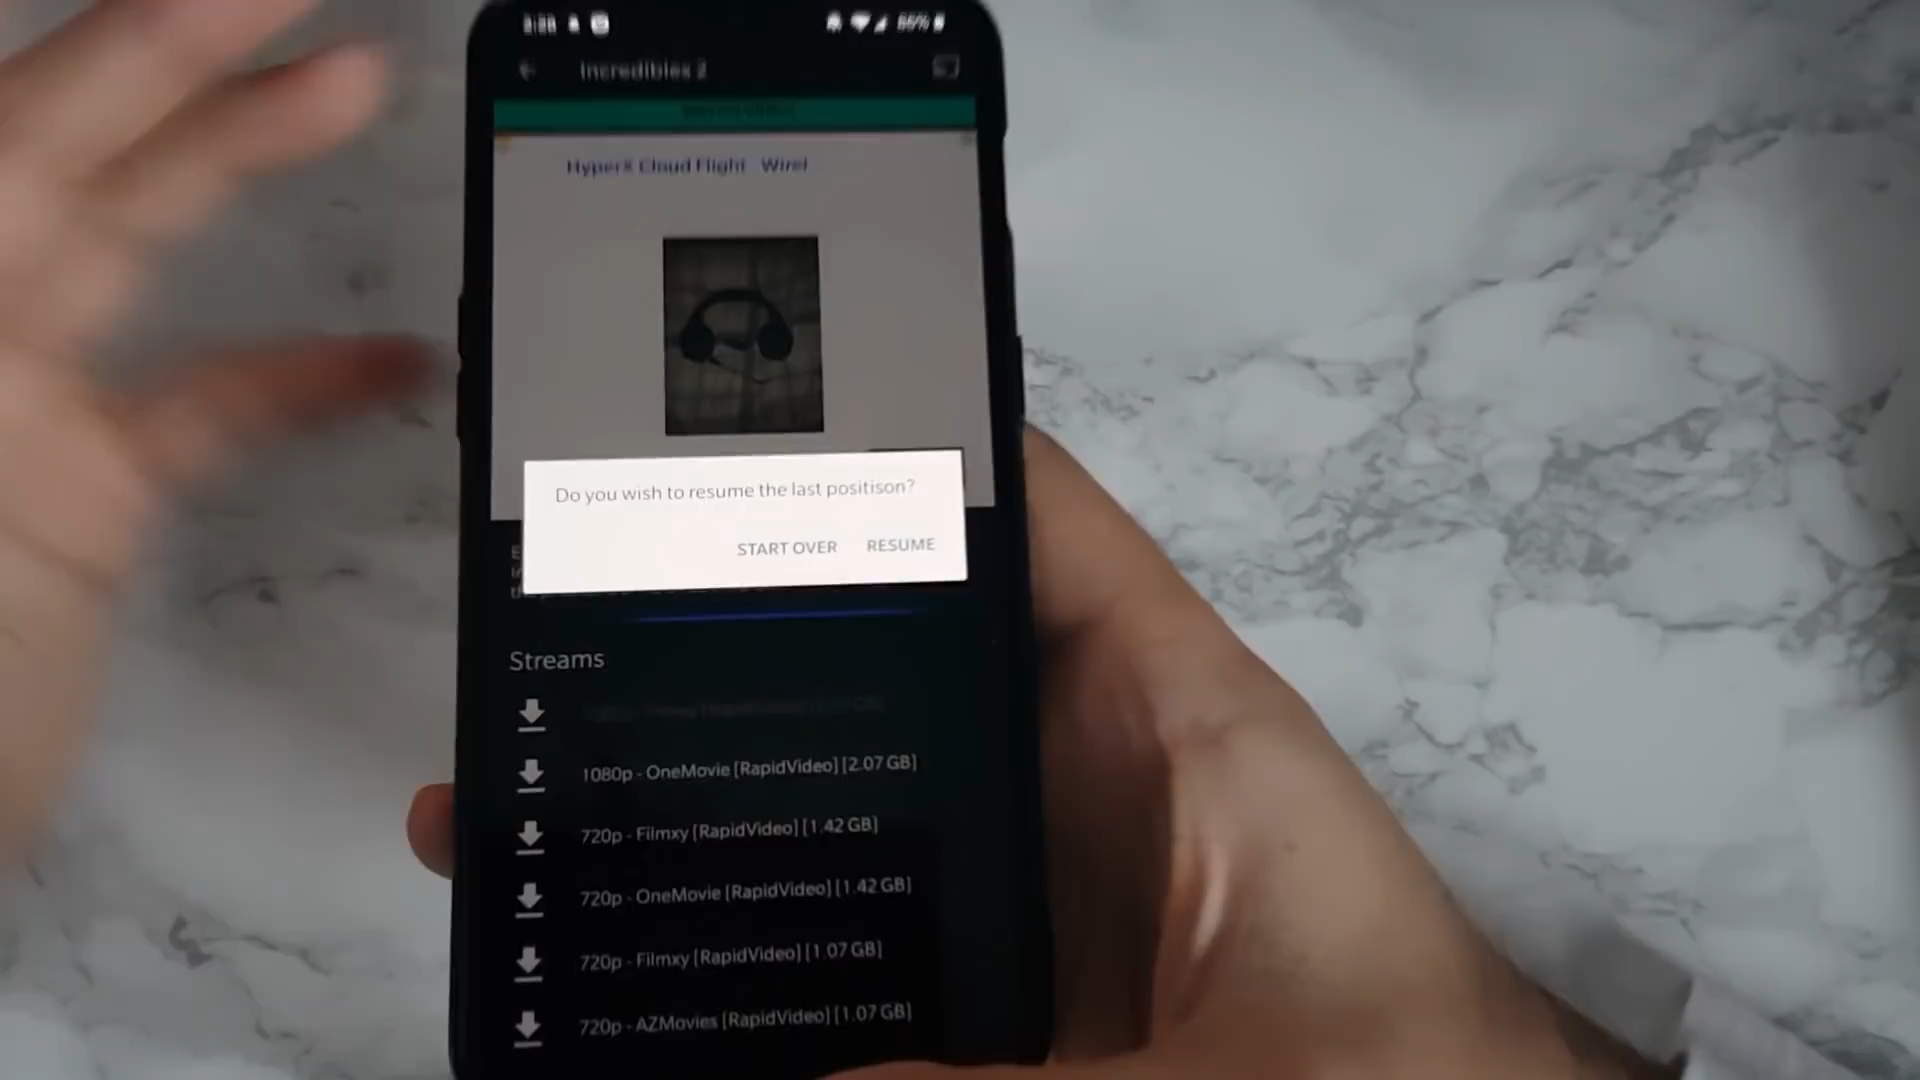 Incredibles 2
HyperX Cloud Flight - Wirel
Do you wish to resume the last positison?
START OVER RESUME
Streams
1080p - OneMovie [RapidVideo] [2.07 GB]
720p - Filmxy [RapidVideo] [1.42 GB]
720p - OneMovie [RapidVideo] [1.42 GB]
720p - Filmxy [RapidVideo] [1.07 GB]
720p - AZMovies [RapidVideo] [1.07 GB]